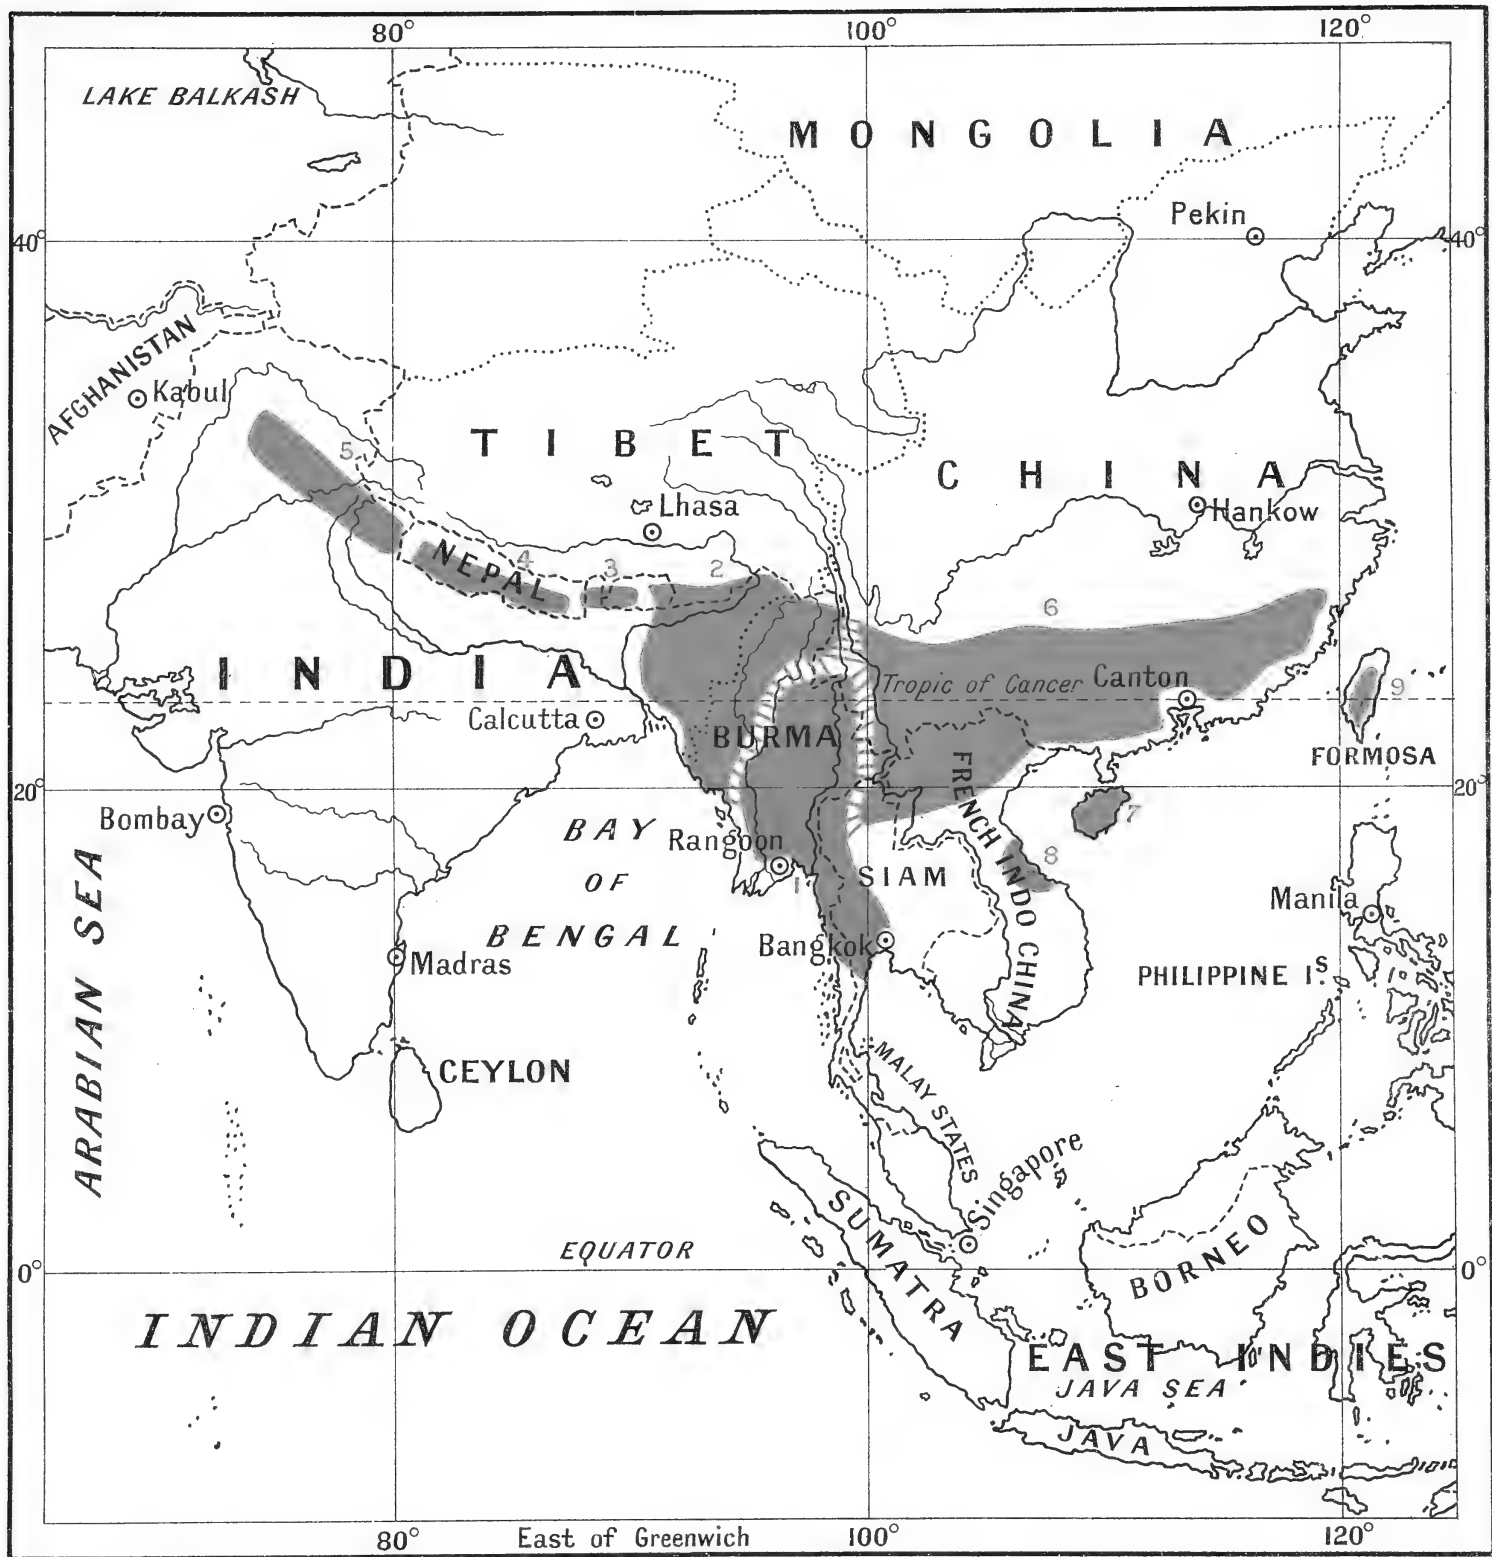 80° 100° 120°
LAKE BALKASH
MONGOLIA
Pekin
40° 40°
AFGHANISTAN
Kabul
TIBET
5
CHINA
Lhasa
Hankow
NEPAL
4 3 2
6
INDIA
Tropic of Cancer
Canton
9
Calcutta
BURMA
FORMOSA
FRENCH INDO CHINA
20° 20°
Bombay
BAY
OF
BENGAL
Rangoon
1
7
8
SIAM
Manila
ARABIAN SEA
Bangkok
Madras
PHILIPPINE Is.
CEYLON
MALAY STATES
Singapore
SUMATRA
BORNEO
EQUATOR
0° 0°
INDIAN OCEAN
EAST INDIES
JAVA SEA
JAVA
80° East of Greenwich 100° 120°